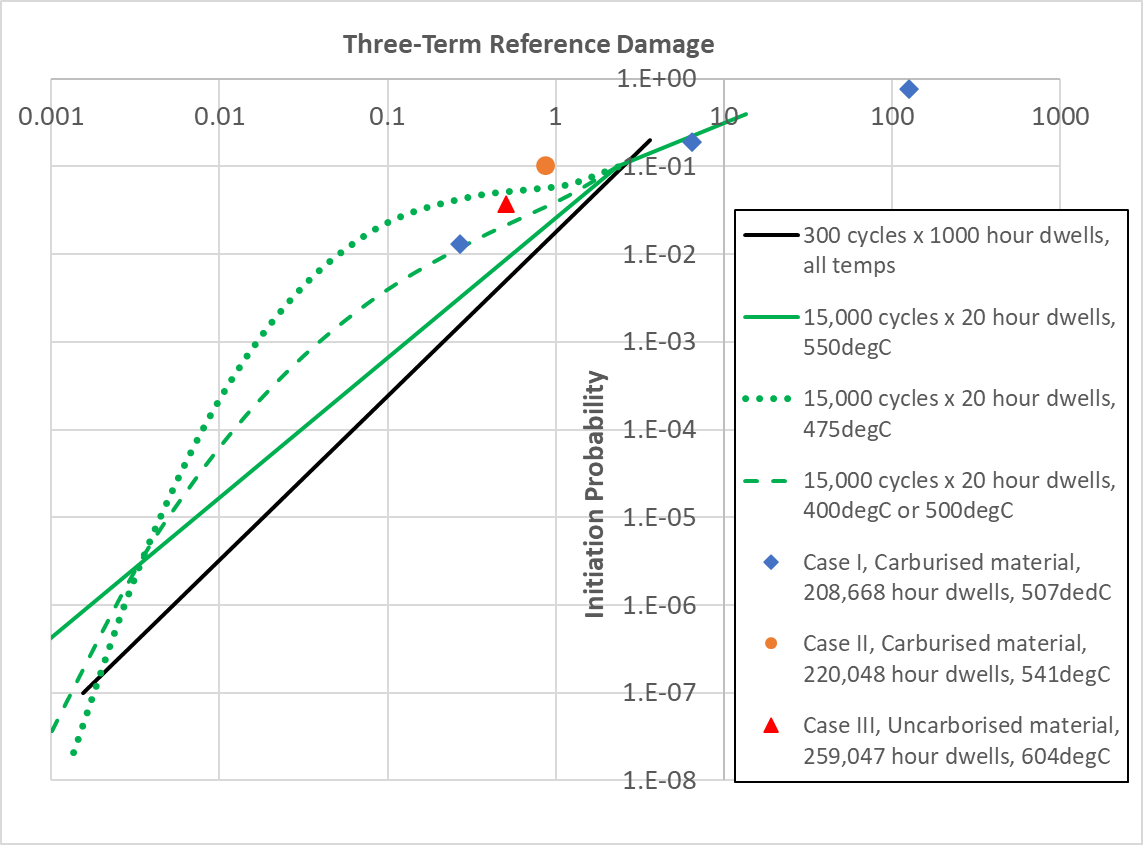 Three-Term Reference Damage
1.E+00
0.001 0.01 0.1 1 10 100 1000
1.E-01
1.E-02
1.E-03
1.E-04
1.E-05
1.E-06
1.E-07
1.E-08
Initiation Probability
300 cycles x 1000 hour dwells,
all temps
15,000 cycles x 20 hour dwells,
550degC
15,000 cycles x 20 hour dwells,
475degC
15,000 cycles x 20 hour dwells,
400degC or 500degC
Case I, Carburised material,
208,668 hour dwells, 507dedC
Case II, Carburised material,
220,048 hour dwells, 541degC
Case III, Uncarborised material,
259,047 hour dwells, 604degC